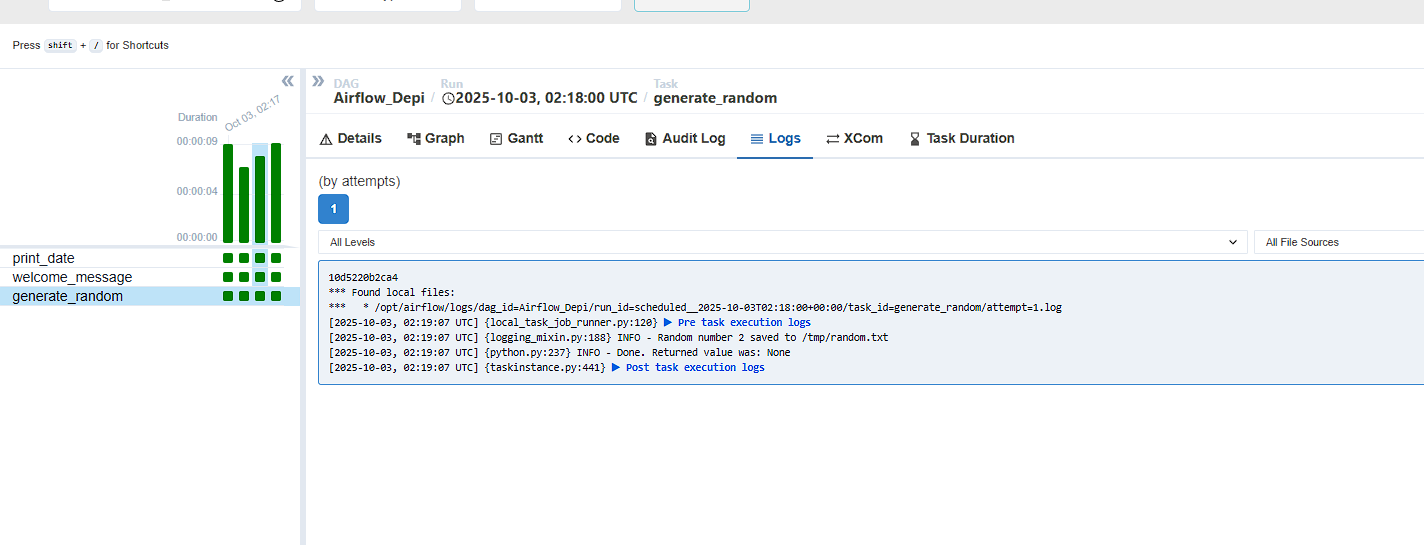 Press shift + / for Shortcuts
DAG
Airflow_Depi
/
Run
2025-10-03, 02:18:00 UTC
/
Task
generate_random
Duration
Oct 03, 02:17
00:00:09
00:00:04
00:00:00
print_date
welcome_message
generate_random
Details
Graph
Gantt
Code
Audit Log
Logs
XCom
Task Duration
(by attempts)
1
All Levels
All File Sources
10d5220b2ca4
*** Found local files:
***   * /opt/airflow/logs/dag_id=Airflow_Depi/run_id=scheduled__2025-10-03T02:18:00+00:00/task_id=generate_random/attempt=1.log
[2025-10-03, 02:19:07 UTC] {local_task_job_runner.py:120} ▶ Pre task execution logs
[2025-10-03, 02:19:07 UTC] {logging_mixin.py:188} INFO - Random number 2 saved to /tmp/random.txt
[2025-10-03, 02:19:07 UTC] {python.py:237} INFO - Done. Returned value was: None
[2025-10-03, 02:19:07 UTC] {taskinstance.py:441} ▶ Post task execution logs